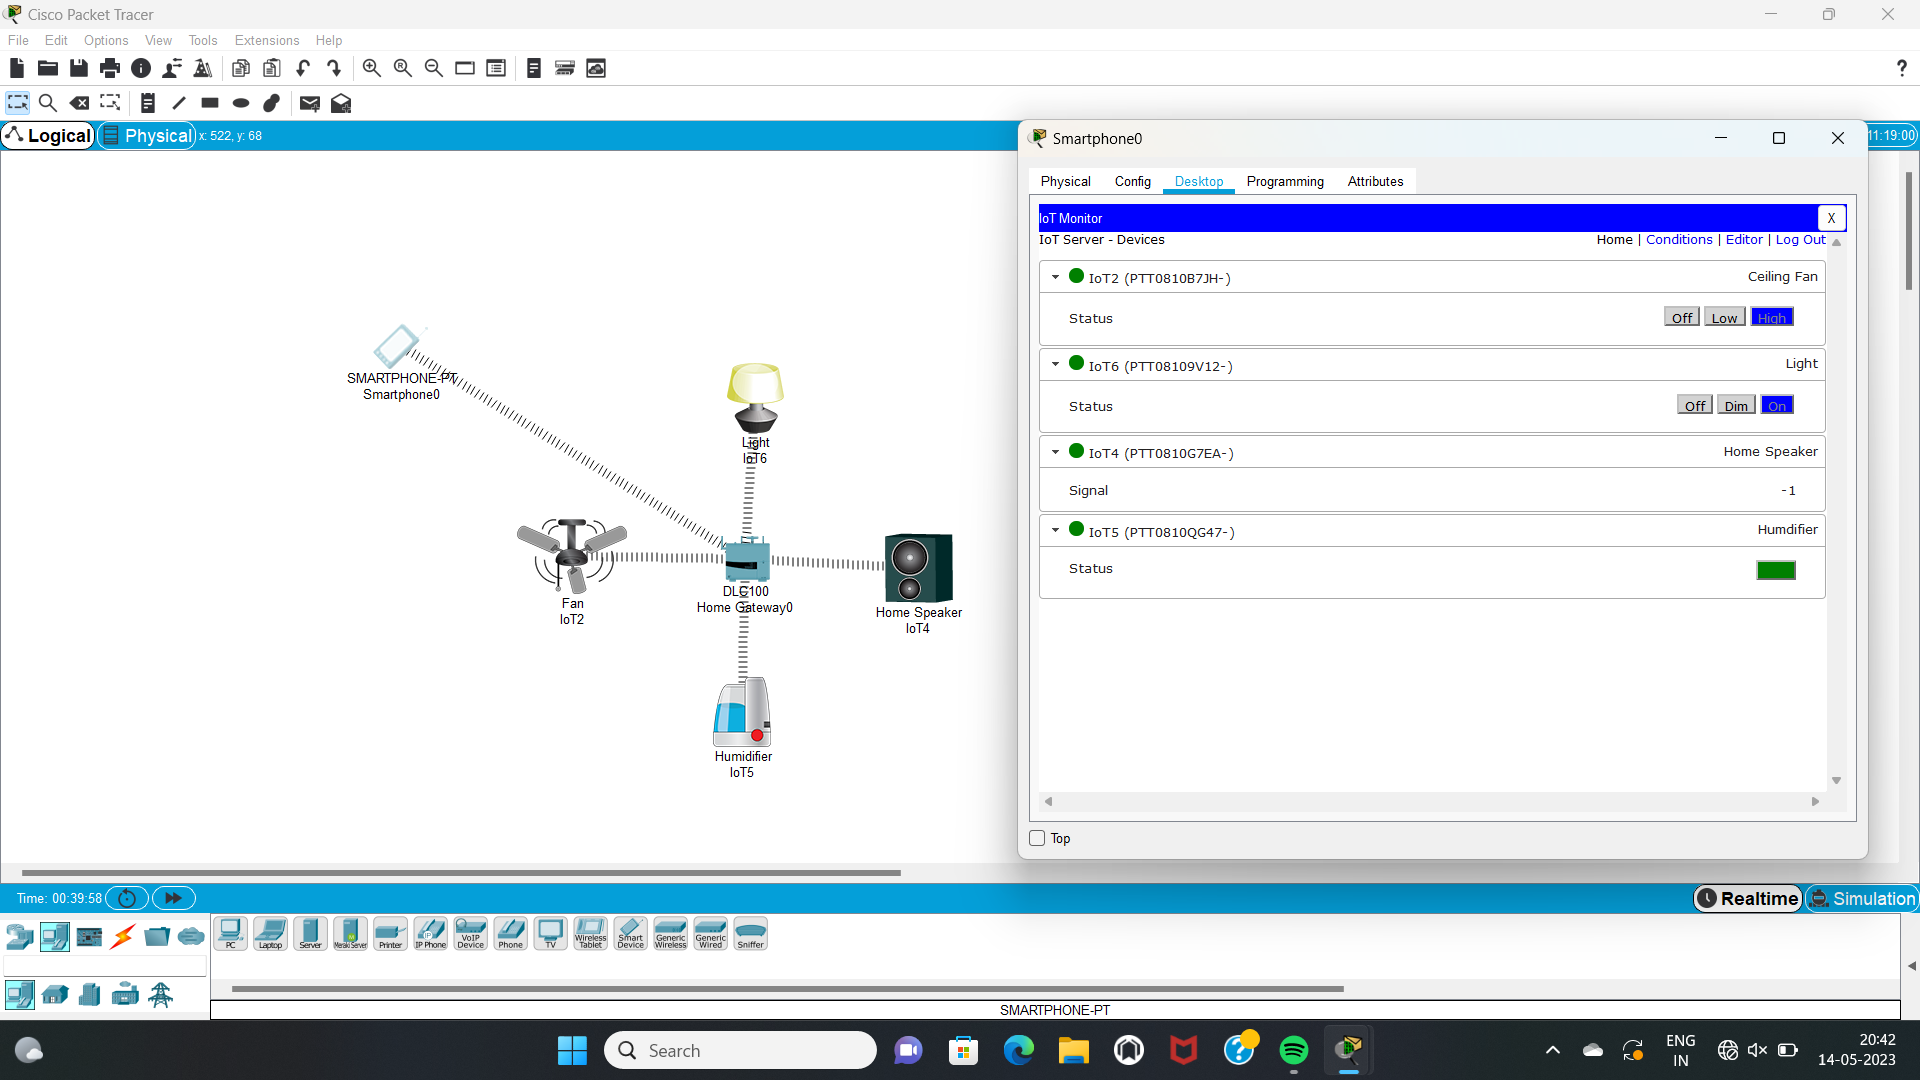 Cisco Packet Tracer
File Edit Options View Tools Extensions Help
?
Logical Physical x: 522, y: 68
11:19:00
SMARTPHONE-PT
Smartphone0
Light
IoT6
Fan
IoT2
DLC100
Home Gateway0
Home Speaker
IoT4
Humidifier
IoT5
Smartphone0
Physical Config Desktop Programming Attributes
IoT Monitor X
IoT Server - Devices Home | Conditions | Editor | Log Out
IoT2 (PTT0810B7JH-) Ceiling Fan
Status Off Low High
IoT6 (PTT08109V12-) Light
Status Off Dim On
IoT4 (PTT0810G7EA-) Home Speaker
Signal -1
IoT5 (PTT0810QG47-) Humdifier
Status
Top
Time: 00:39:58
Realtime Simulation
PC Laptop Server Meraki Server Printer IP Phone VoIP Device Phone TV Wireless Tablet Smart Device Generic Wireless Generic Wired Sniffer
SMARTPHONE-PT
Search
ENG
IN
20:42
14-05-2023